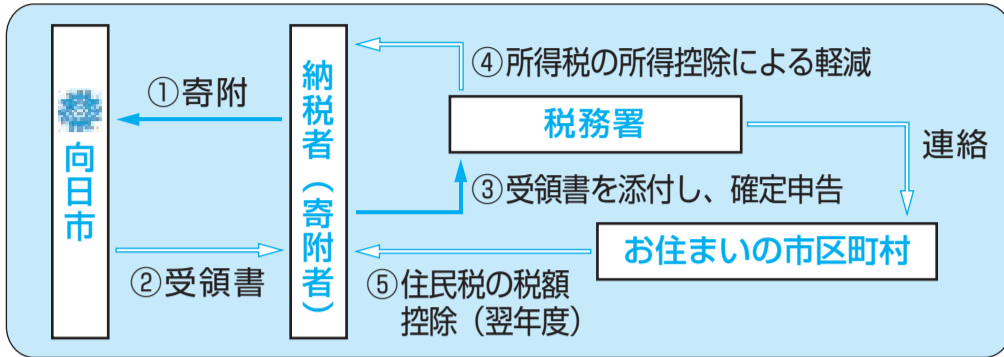 向日市
①寄附
②受領書
納税者（寄附者）
④所得税の所得控除による軽減
税務署
③受領書を添付し、確定申告
連絡
お住まいの市区町村
⑤住民税の税額
控除（翌年度）